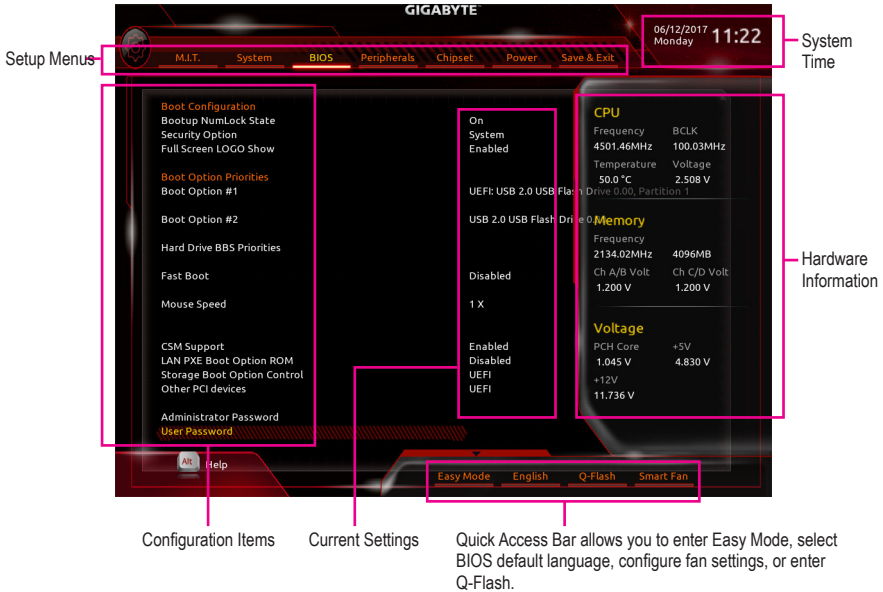 GIGABYTE
06/12/2017
Monday
11:22
System
Time
Setup Menus
M.I.T. System BIOS Peripherals Chipset Power Save & Exit
Boot Configuration
Bootup NumLock State On
Security Option System
Full Screen LOGO Show Enabled
Boot Option Priorities
Boot Option #1 UEFI: USB 2.0 USB Flash Drive 0.00, Partition 1
Boot Option #2 USB 2.0 USB Flash Drive 0.
Hard Drive BBS Priorities
Fast Boot Disabled
Mouse Speed 1 X
CSM Support Enabled
LAN PXE Boot Option ROM Disabled
Storage Boot Option Control UEFI
Other PCI devices UEFI
Administrator Password
User Password
CPU
Frequency BCLK
4501.46MHz 100.03MHz
Temperature Voltage
50.0 °C 2.508 V
Memory
Frequency
2134.02MHz 4096MB
Ch A/B Volt Ch C/D Volt
1.200 V 1.200 V
Voltage
PCH Core +5V
1.045 V 4.830 V
+12V
11.736 V
Hardware
Information
Alt Help
Easy Mode English Q-Flash Smart Fan
Configuration Items
Current Settings
Quick Access Bar allows you to enter Easy Mode, select
BIOS default language, configure fan settings, or enter
Q-Flash.